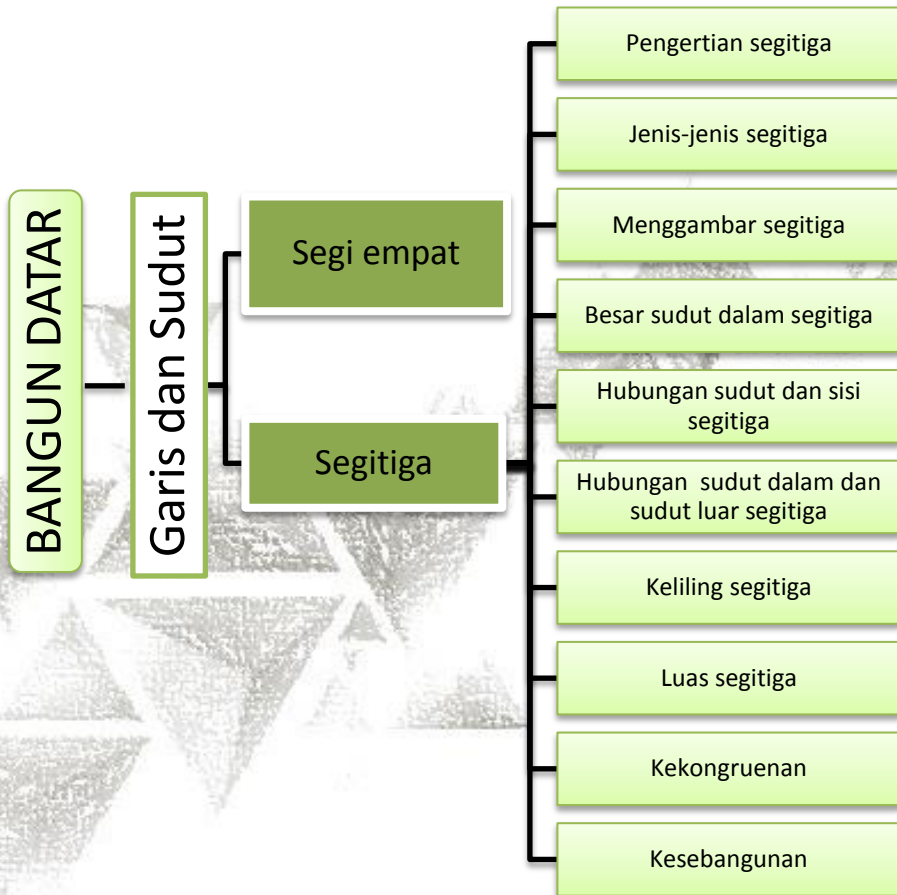 BANGUN DATAR
Garis dan Sudut
Segi empat
Segitiga
Pengertian segitiga
Jenis-jenis segitiga
Menggambar segitiga
Besar sudut dalam segitiga
Hubungan sudut dan sisi
segitiga
Hubungan sudut dalam dan
sudut luar segitiga
Keliling segitiga
Luas segitiga
Kekongruenan
Kesebangunan